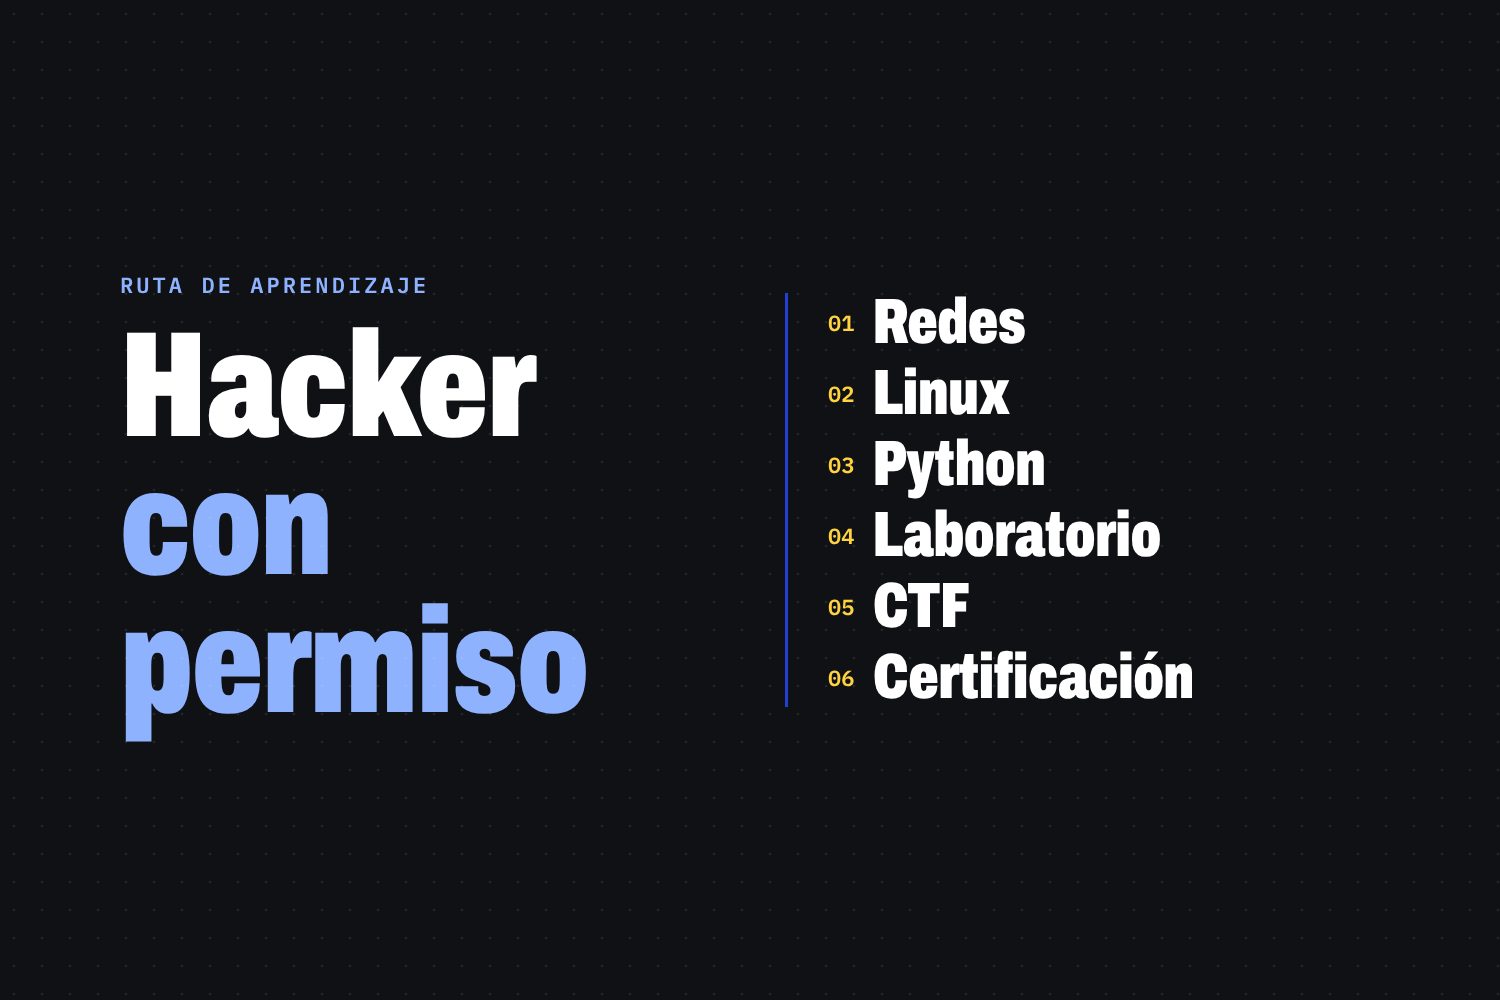 RUTA DE APRENDIZAJE
Hacker
con
permiso
01 Redes
02 Linux
03 Python
04 Laboratorio
05 CTF
06 Certificación